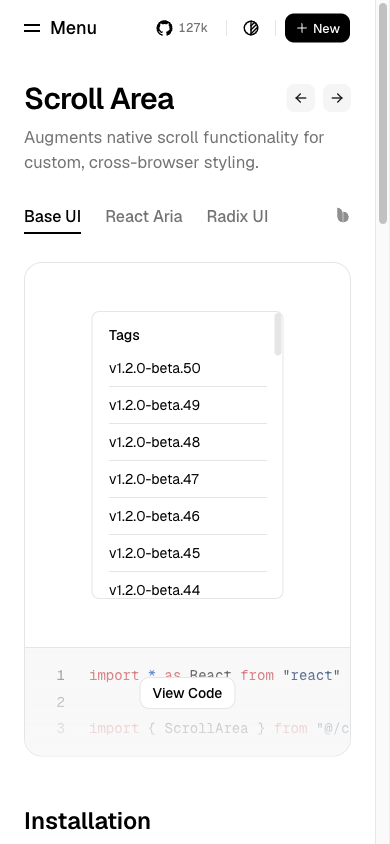 Menu
127k
New
Scroll Area
Augments native scroll functionality for
custom, cross-browser styling.
Base UI
React Aria
Radix UI
Tags
v1.2.0-beta.50
v1.2.0-beta.49
v1.2.0-beta.48
v1.2.0-beta.47
v1.2.0-beta.46
v1.2.0-beta.45
v1.2.0-beta.44
1 import * as React from "react"
View Code
2
3 import { ScrollArea } from "@/c
Installation